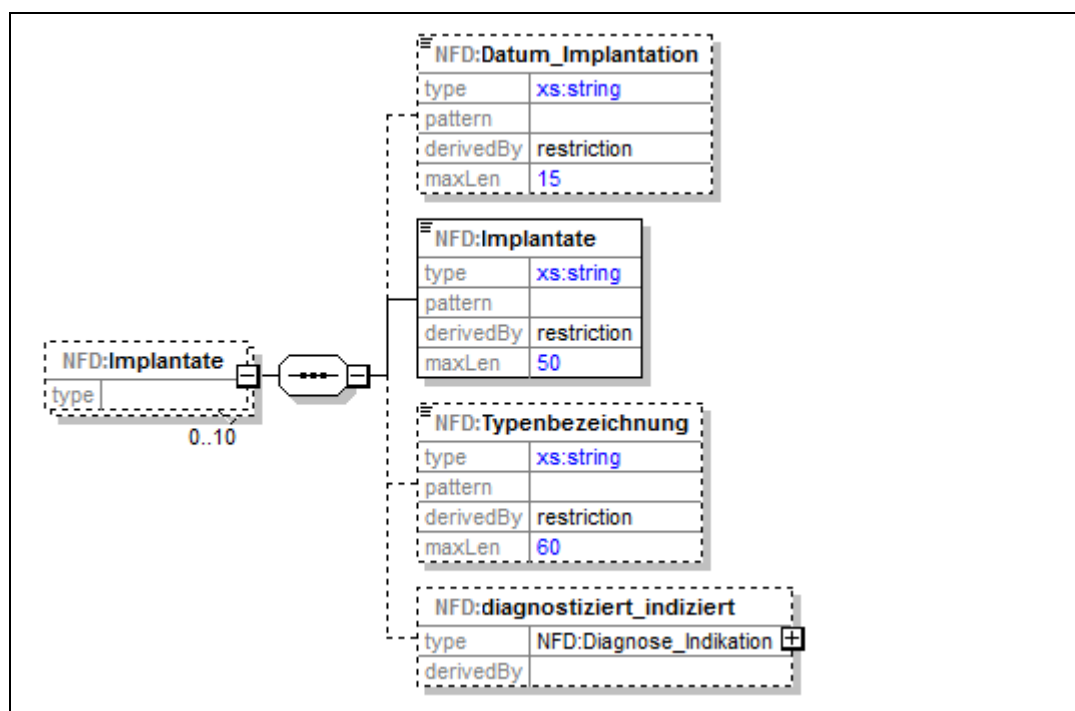 NFD:Datum_Implantation
type xs:string
pattern
derivedBy restriction
maxLen 15
NFD:Implantate
type xs:string
pattern
derivedBy restriction
maxLen 50
NFD:Implantate
type
0..10
NFD:Typenbezeichnung
type xs:string
pattern
derivedBy restriction
maxLen 60
NFD:diagnostiziert_indiziert
type NFD:Diagnose_Indikation
derivedBy